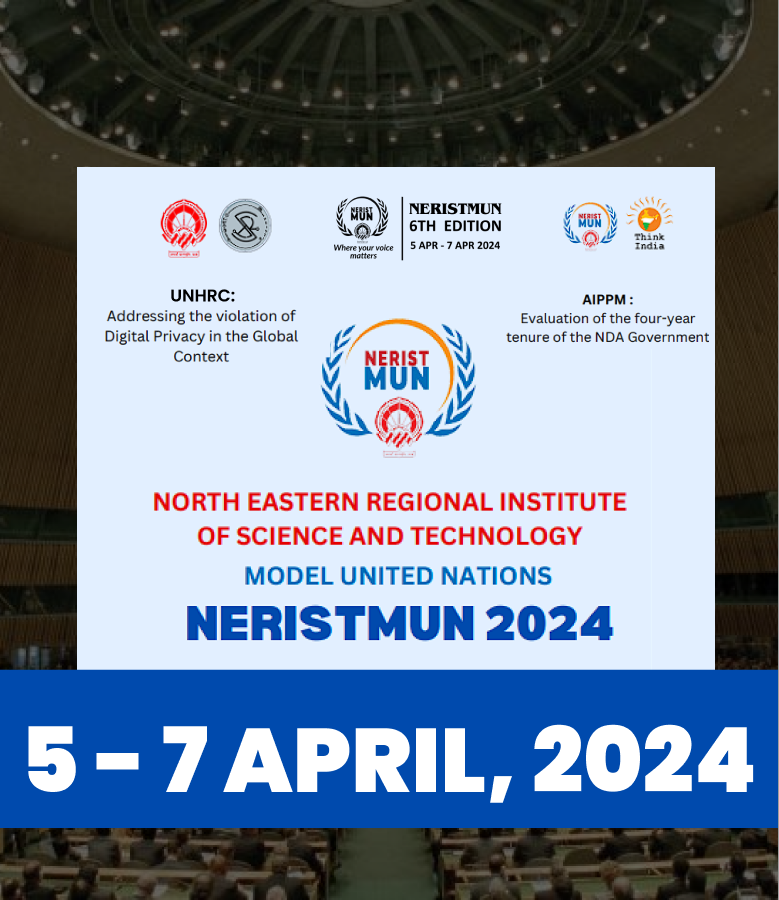 NERIST
MUN
Where your voice
matters
NERISTMUN
6TH EDITION
5 APR - 7 APR 2024
NERIST
MUN
Think
India
UNHRC:
Addressing the violation of
Digital Privacy in the Global
Context
AIPPM :
Evaluation of the four-year
tenure of the NDA Government
NERIST
MUN
NORTH EASTERN REGIONAL INSTITUTE
OF SCIENCE AND TECHNOLOGY
MODEL UNITED NATIONS
NERISTMUN 2024
5 – 7 APRIL, 2024